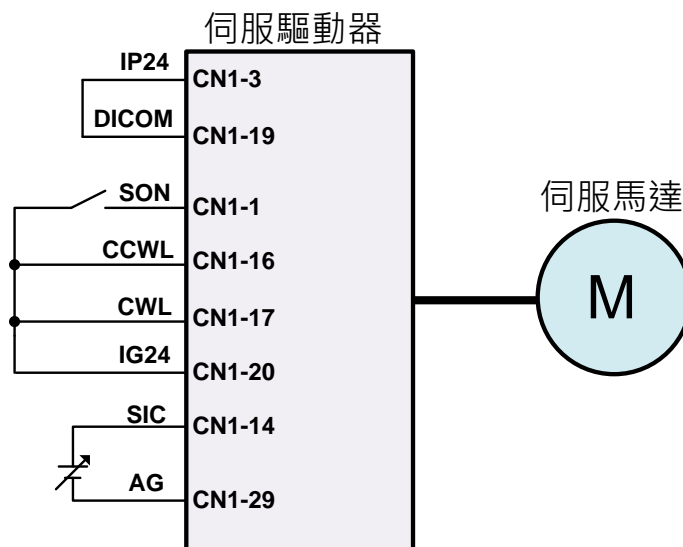 伺服驅動器
IP24 CN1-3
DICOM CN1-19
SON CN1-1
CCWL CN1-16
CWL CN1-17
IG24 CN1-20
SIC CN1-14
AG CN1-29
伺服馬達
M